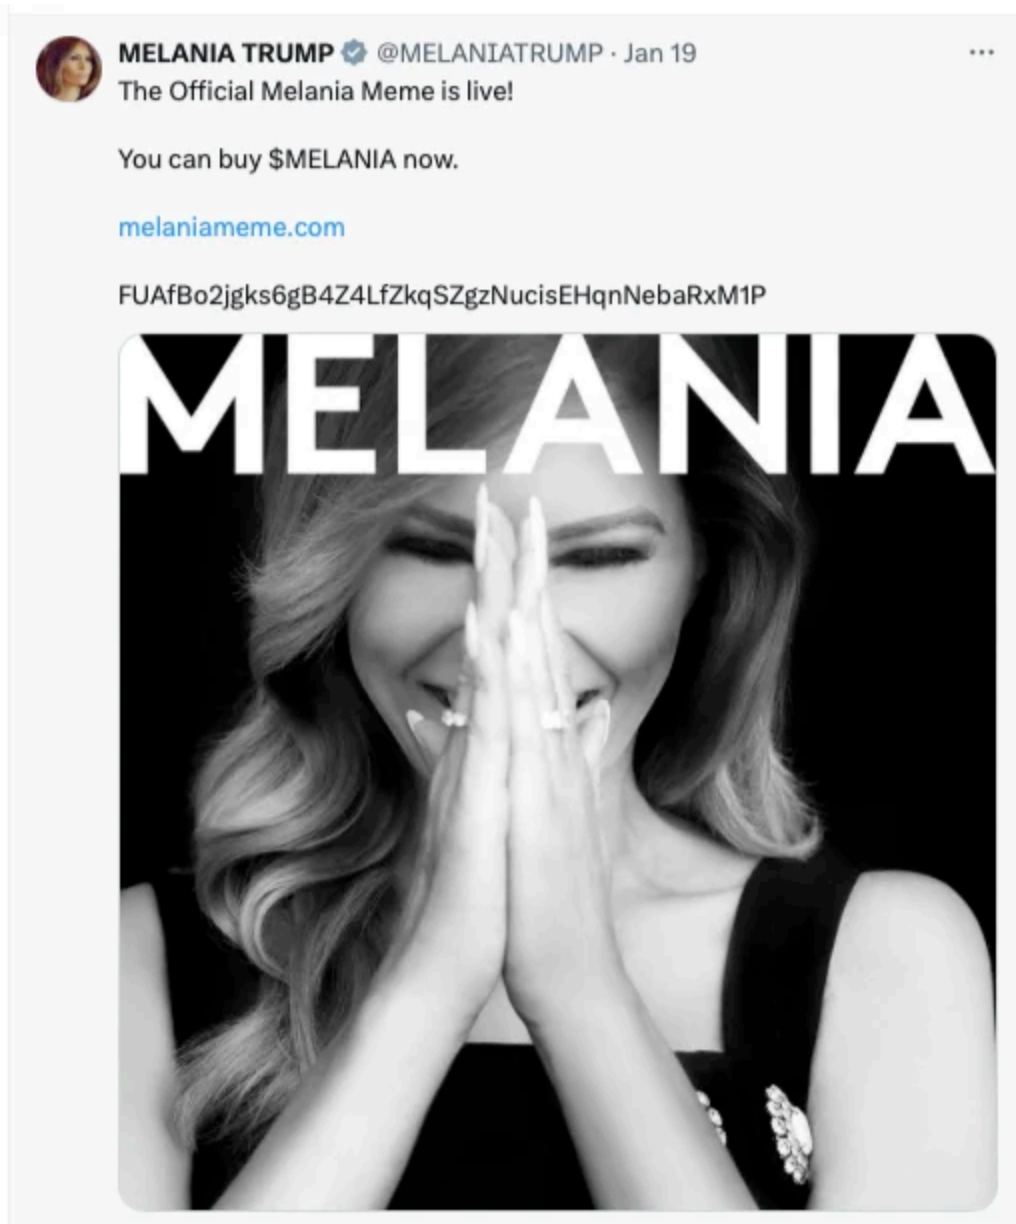 MELANIA TRUMP @MELANIATRUMP · Jan 19
The Official Melania Meme is live!
You can buy $MELANIA now.
melaniameme.com
FUAfBo2jgks6gB4Z4LfZkqSZgzNucisEHqnNebaRxM1P
MELANIA